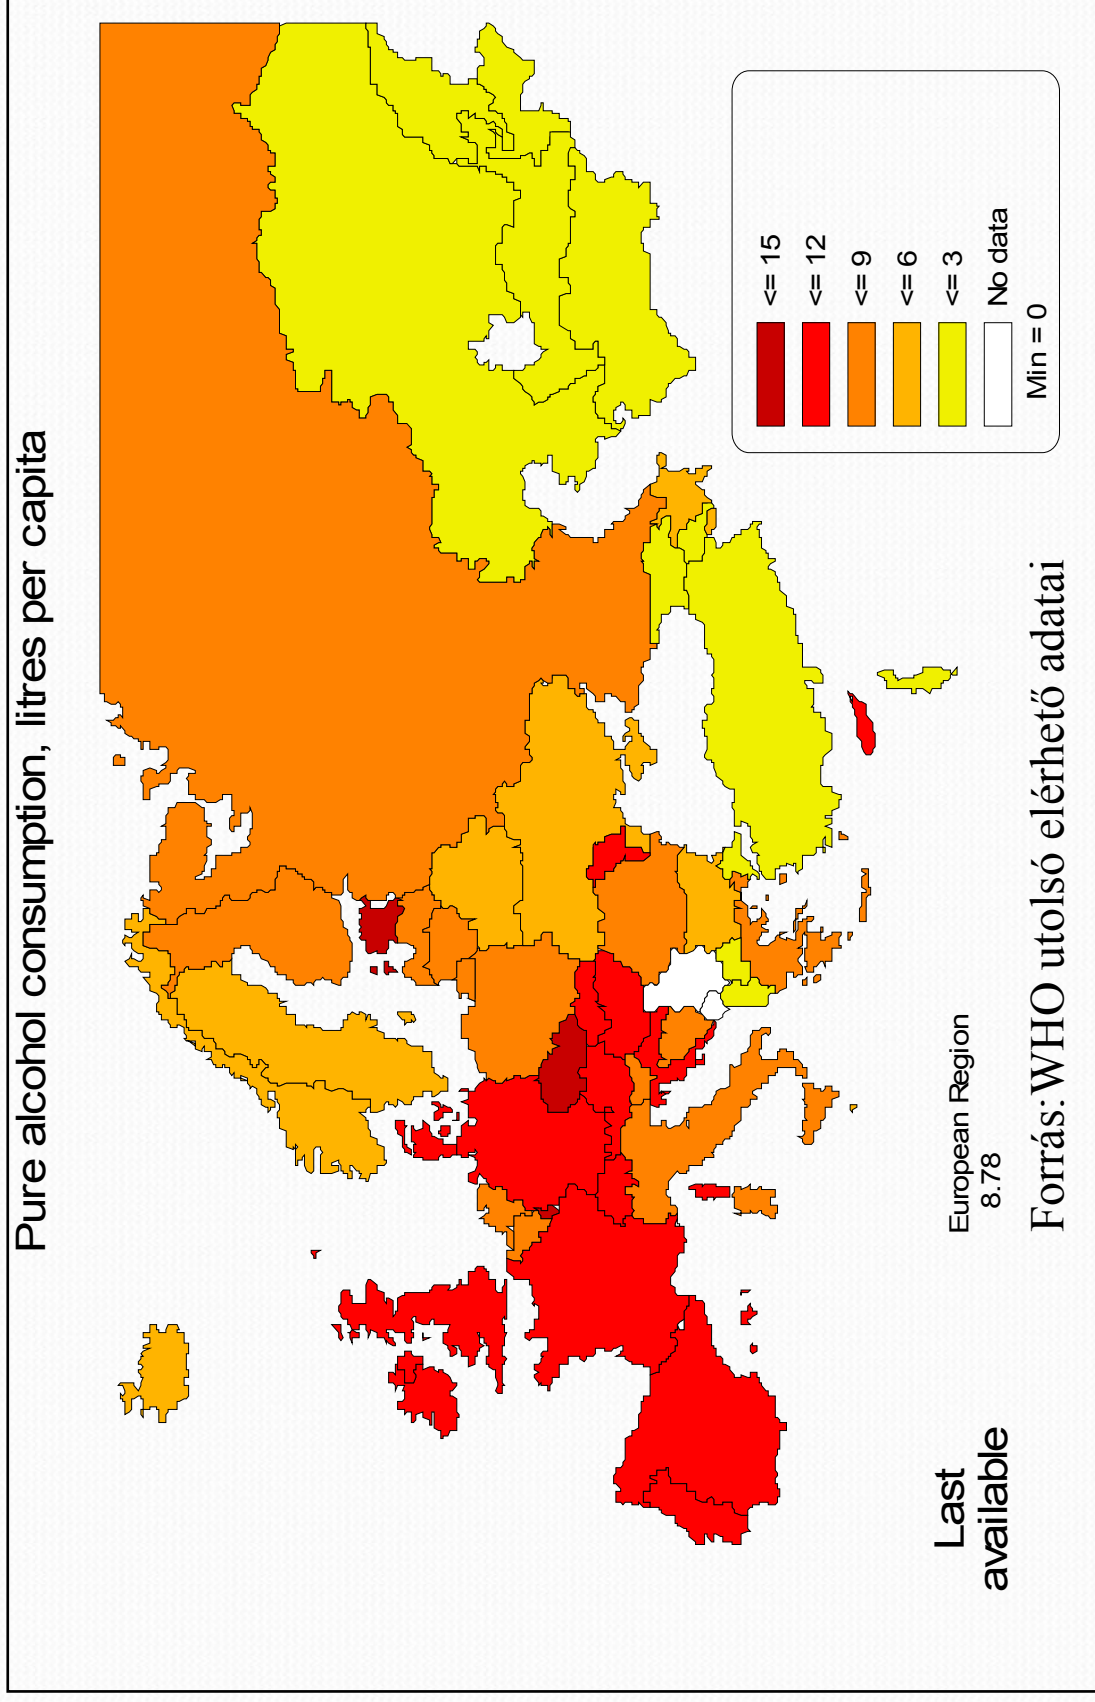 Pure alcohol consumption, litres per capita
<= 15
<= 12
<= 9
<= 6
<= 3
No data
Min = 0
European Region
8.78
Last
available
Forrás: WHO utolsó elérhető adatai